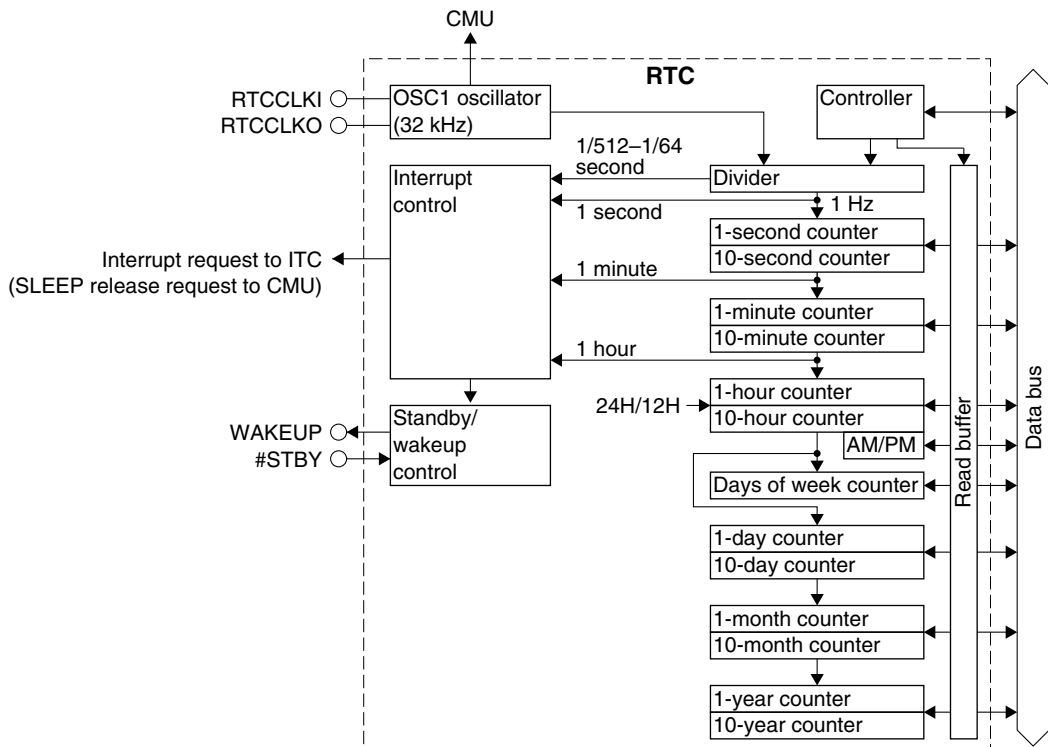 CMU
RTC
RTCCLKI
RTCCLKO
OSC1 oscillator
(32 kHz)
Controller
1/512–1/64
second
Interrupt
control
Divider
1 second
1 Hz
1-second counter
10-second counter
Interrupt request to ITC
(SLEEP release request to CMU)
1 minute
1-minute counter
10-minute counter
1 hour
1-hour counter
10-hour counter
24H/12H
AM/PM
WAKEUP
#STBY
Standby/
wakeup
control
Days of week counter
1-day counter
10-day counter
1-month counter
10-month counter
1-year counter
10-year counter
Read buffer
Data bus